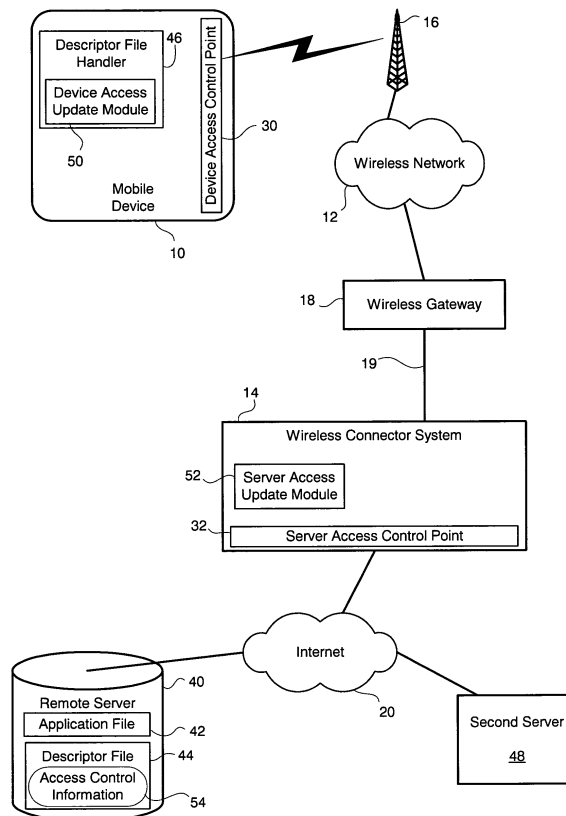 Descriptor File
Handler
46
Device Access
Update Module
50
Device Access Control Point
30
Mobile
Device
10
16
Wireless Network
12
18
Wireless Gateway
19
14
Wireless Connector System
52
Server Access
Update Module
32
Server Access Control Point
Internet
20
40
Remote Server
Application File
42
Descriptor File
44
Access Control
Information
54
Second Server
48